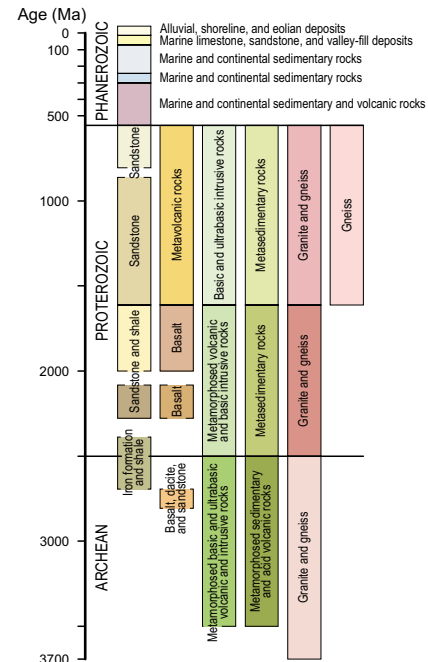 Age (Ma)
0
100
500
1000
2000
3000
3700
PHANEROZOIC
PROTEROZOIC
ARCHEAN
Alluvial, shoreline, and eolian deposits
Marine limestone, sandstone, and valley-fill deposits
Marine and continental sedimentary rocks
Marine and continental sedimentary rocks
Marine and continental sedimentary and volcanic rocks
Sandstone
Sandstone
Sandstone and shale
Iron formation
and shale
Metavolcanic rocks
Basalt
Basalt
Basalt, dacite,
and sandstone
Basic and ultrabasic intrusive rocks
Metamorphosed volcanic
and basic intrusive rocks
Metamorphosed basic and ultrabasic
volcanic and intrusive rocks
Metasedimentary rocks
Metasedimentary rocks
Metamorphosed sedimentary
and acid volcanic rocks
Granite and gneiss
Granite and gneiss
Granite and gneiss
Gneiss